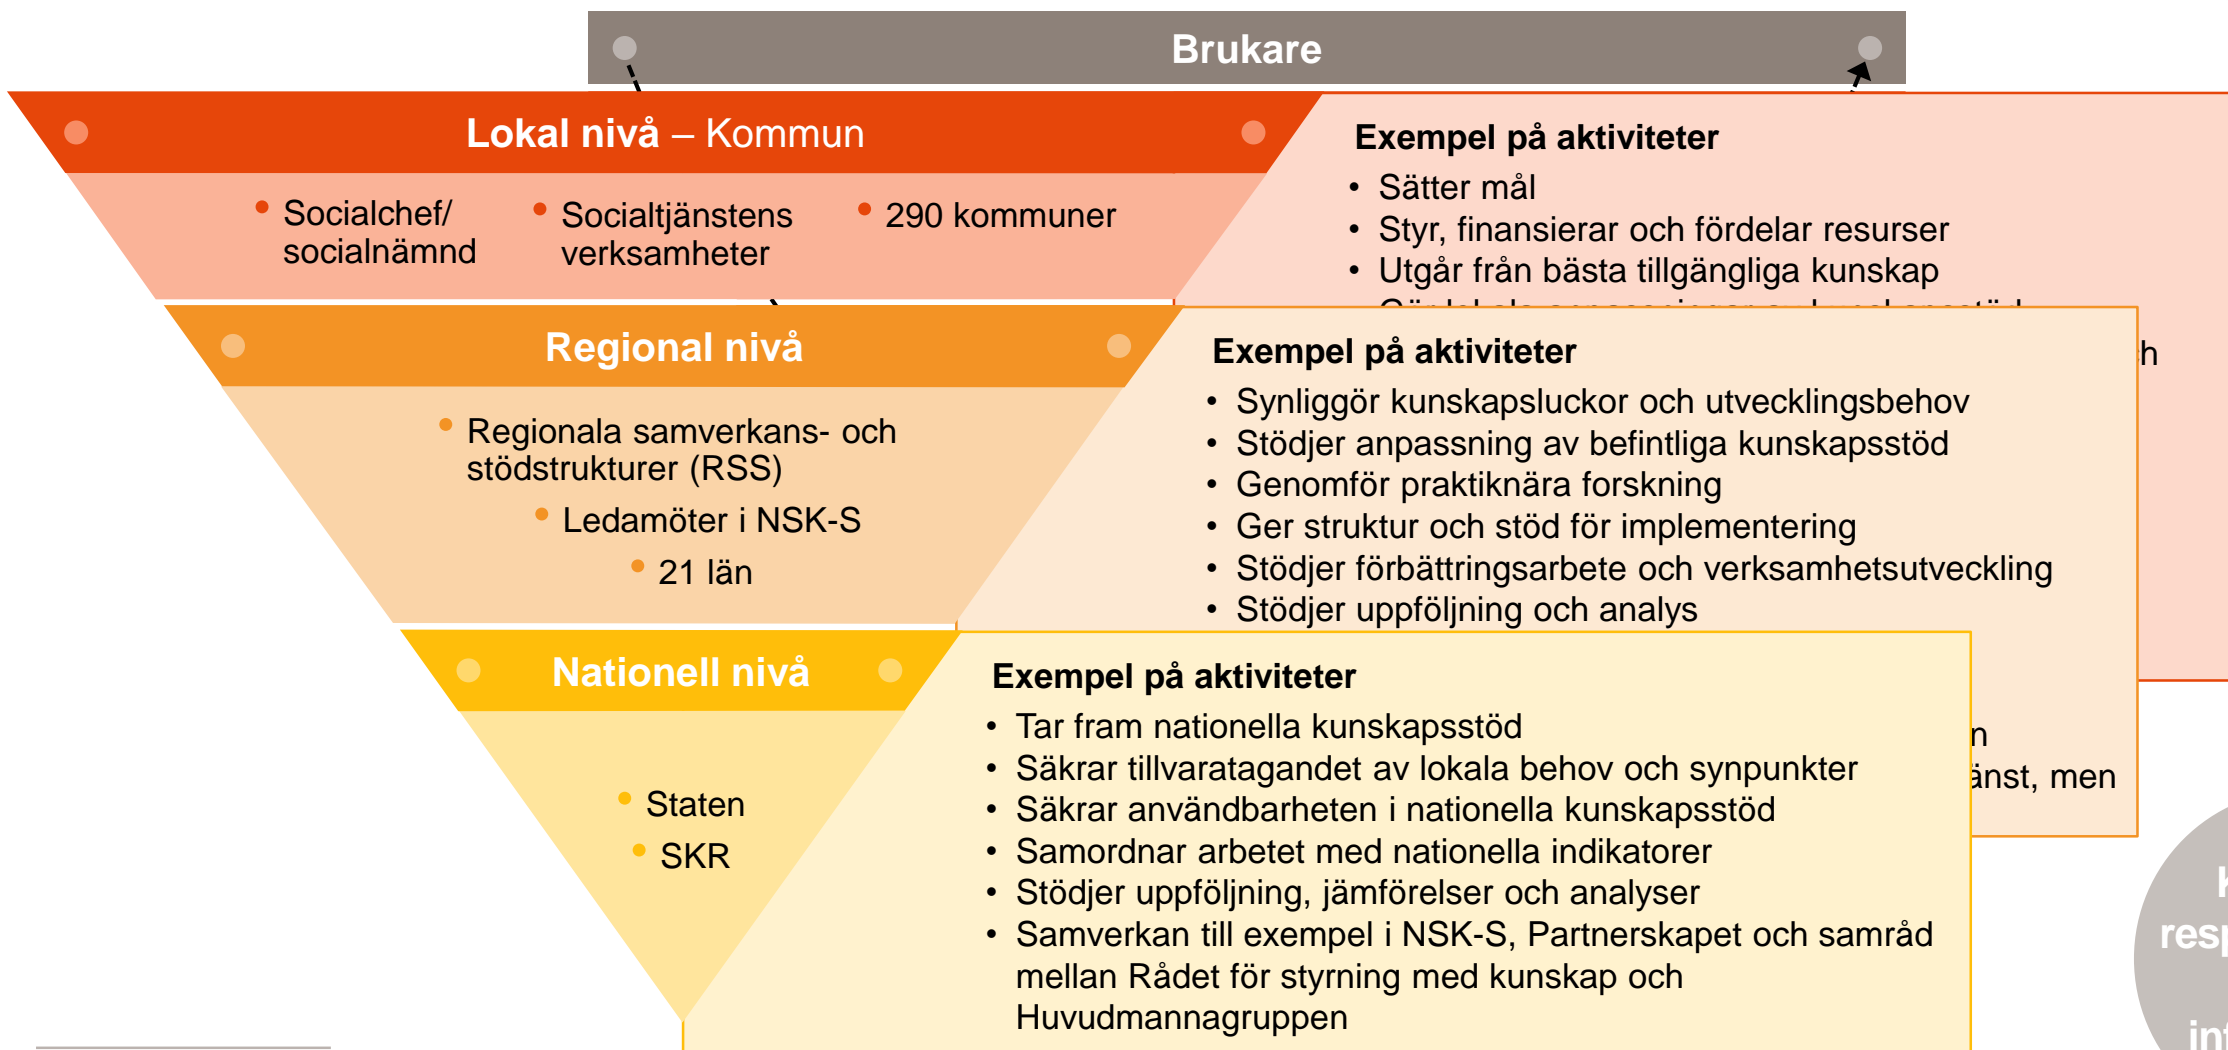 Brukare
Lokal nivå – Kommun
• Socialchef/
socialnämnd
• Socialtjänstens
verksamheter
• 290 kommuner
Exempel på aktiviteter
• Sätter mål
• Styr, finansierar och fördelar resurser
• Utgår från bästa tillgängliga kunskap
Regional nivå
• Regionala samverkans- och
stödstrukturer (RSS)
• Ledamöter i NSK-S
• 21 län
Exempel på aktiviteter
• Synliggör kunskapsluckor och utvecklingsbehov
• Stödjer anpassning av befintliga kunskapsstöd
• Genomför praktiknära forskning
• Ger struktur och stöd för implementering
• Stödjer förbättringsarbete och verksamhetsutveckling
• Stödjer uppföljning och analys
men
Nationell nivå
• Staten
• SKR
Exempel på aktiviteter
• Tar fram nationella kunskapsstöd
• Säkrar tillvaratagandet av lokala behov och synpunkter
• Säkrar användbarheten i nationella kunskapsstöd
• Samordnar arbetet med nationella indikatorer
• Stödjer uppföljning, jämförelser och analyser
• Samverkan till exempel i NSK-S, Partnerskapet och samråd
mellan Rådet för styrning med kunskap och
Huvudmannagruppen